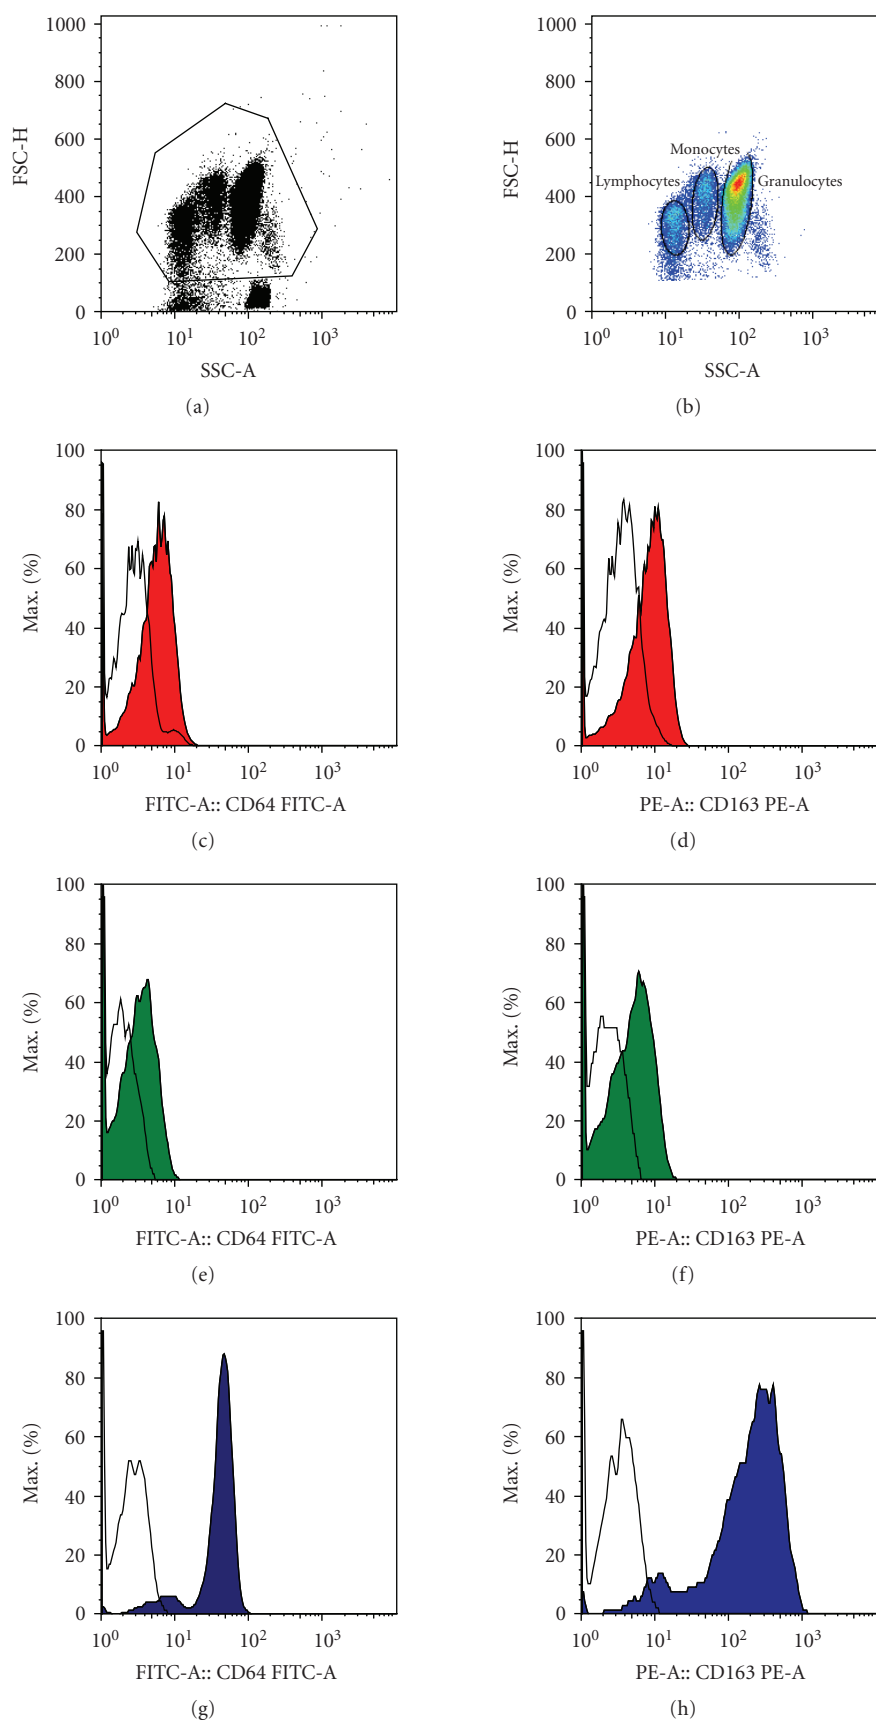 1000
800
600
400
200
0
FSC-H
10⁰
10¹
10²
10³
SSC-A
(a)
1000
800
600
400
200
0
FSC-H
Monocytes
Lymphocytes
Granulocytes
10⁰
10¹
10²
10³
SSC-A
(b)
100
80
60
40
20
0
Max. (%)
10⁰
10¹
10²
10³
FITC-A:: CD64 FITC-A
(c)
100
80
60
40
20
0
Max. (%)
10⁰
10¹
10²
10³
PE-A:: CD163 PE-A
(d)
100
80
60
40
20
0
Max. (%)
10⁰
10¹
10²
10³
FITC-A:: CD64 FITC-A
(e)
100
80
60
40
20
0
Max. (%)
10⁰
10¹
10²
10³
PE-A:: CD163 PE-A
(f)
100
80
60
40
20
0
Max. (%)
10⁰
10¹
10²
10³
FITC-A:: CD64 FITC-A
(g)
100
80
60
40
20
0
Max. (%)
10⁰
10¹
10²
10³
PE-A:: CD163 PE-A
(h)